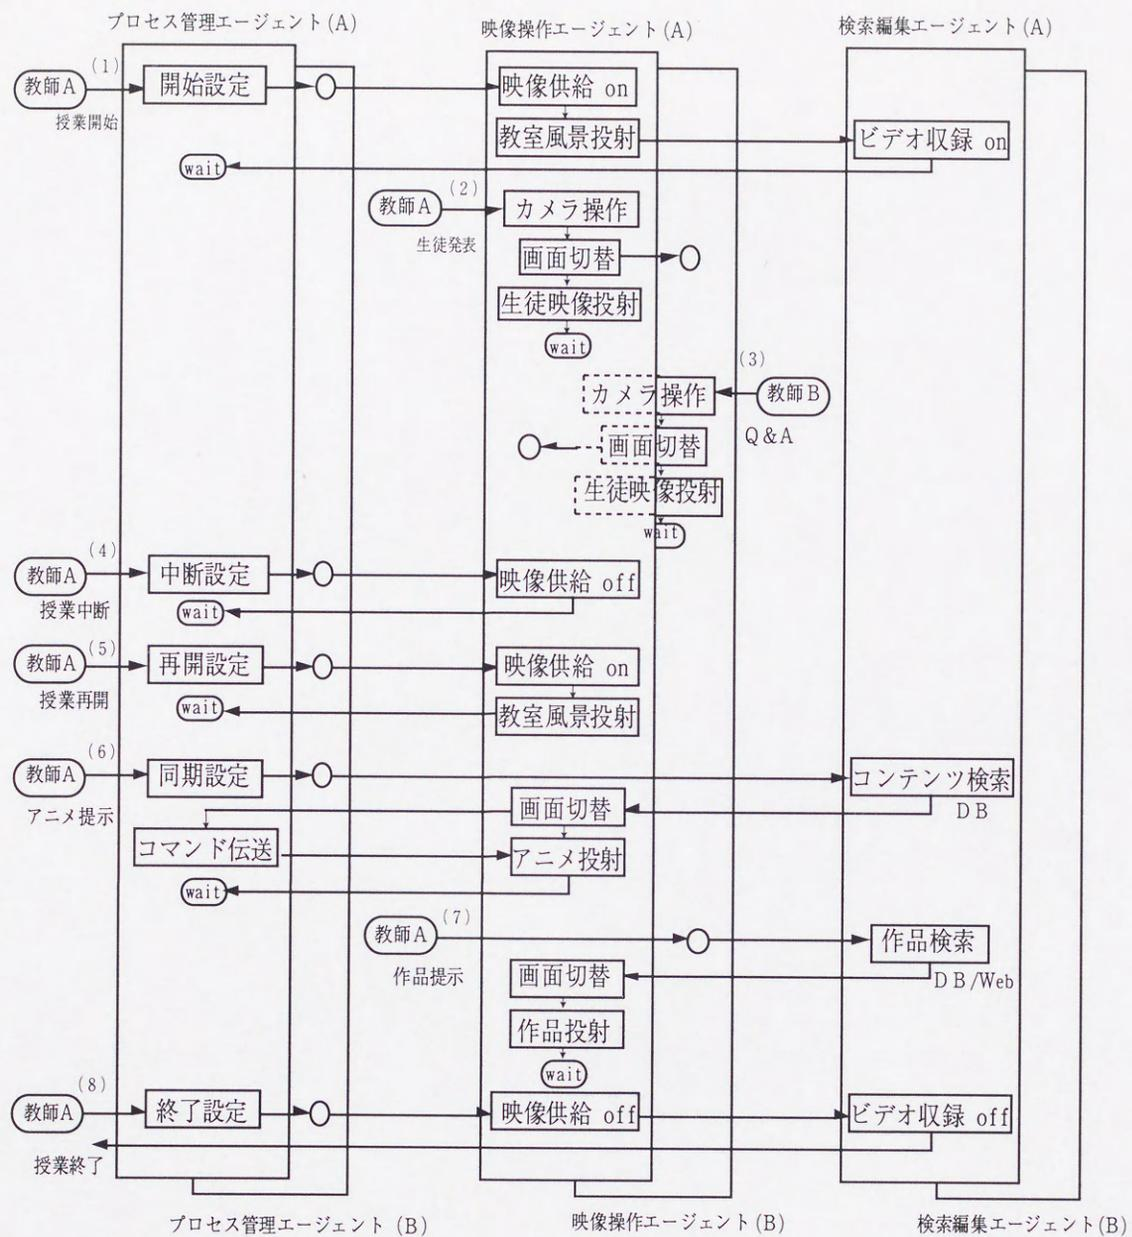 プロセス管理エージェント(A)
映像操作エージェント(A)
検索編集エージェント(A)
教師A
(1)
開始設定
映像供給 on
授業開始
教室風景投射
ビデオ収録 on
wait
教師A
(2)
カメラ操作
生徒発表
画面切替
生徒映像投射
wait
(3)
カメラ操作
教師B
Q&A
画面切替
生徒映像投射
wait
教師A
(4)
中断設定
映像供給 off
授業中断
wait
教師A
(5)
再開設定
映像供給 on
授業再開
wait
教室風景投射
教師A
(6)
同期設定
コンテンツ検索
アニメ提示
画面切替
DB
コマンド伝送
アニメ投射
wait
教師A
(7)
作品検索
作品提示
画面切替
DB/Web
作品投射
wait
教師A
(8)
終了設定
映像供給 off
ビデオ収録 off
授業終了
プロセス管理エージェント(B)
映像操作エージェント(B)
検索編集エージェント(B)